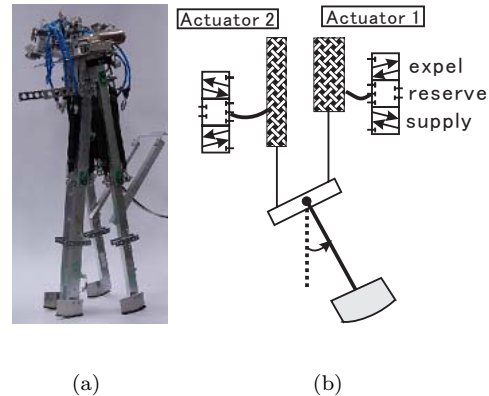 Actuator 2
Actuator 1
expel
reserve
supply
(a)
(b)